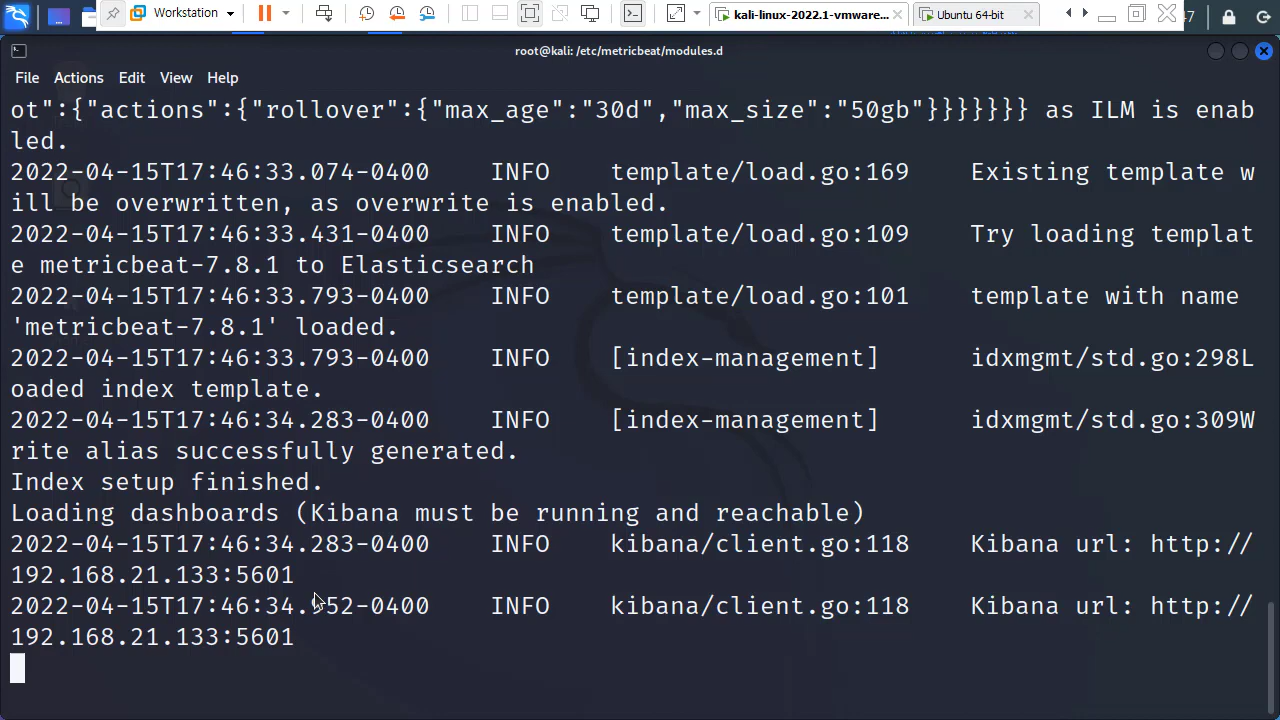 Workstation
kali-linux-2022.1-vmware...
Ubuntu 64-bit
47
root@kali: /etc/metricbeat/modules.d
File Actions Edit View Help
ot":{"actions":{"rollover":{"max_age":"30d","max_size":"50gb"}}}}}}} as ILM is enab
led.
2022-04-15T17:46:33.074-0400 INFO template/load.go:169 Existing template w
ill be overwritten, as overwrite is enabled.
2022-04-15T17:46:33.431-0400 INFO template/load.go:109 Try loading templat
e metricbeat-7.8.1 to Elasticsearch
2022-04-15T17:46:33.793-0400 INFO template/load.go:101 template with name
'metricbeat-7.8.1' loaded.
2022-04-15T17:46:33.793-0400 INFO [index-management] idxmgmt/std.go:298L
oaded index template.
2022-04-15T17:46:34.283-0400 INFO [index-management] idxmgmt/std.go:309W
rite alias successfully generated.
Index setup finished.
Loading dashboards (Kibana must be running and reachable)
2022-04-15T17:46:34.283-0400 INFO kibana/client.go:118 Kibana url: http://
192.168.21.133:5601
INFO kibana/client.go:118 Kibana url: http://
192.168.21.133:5601